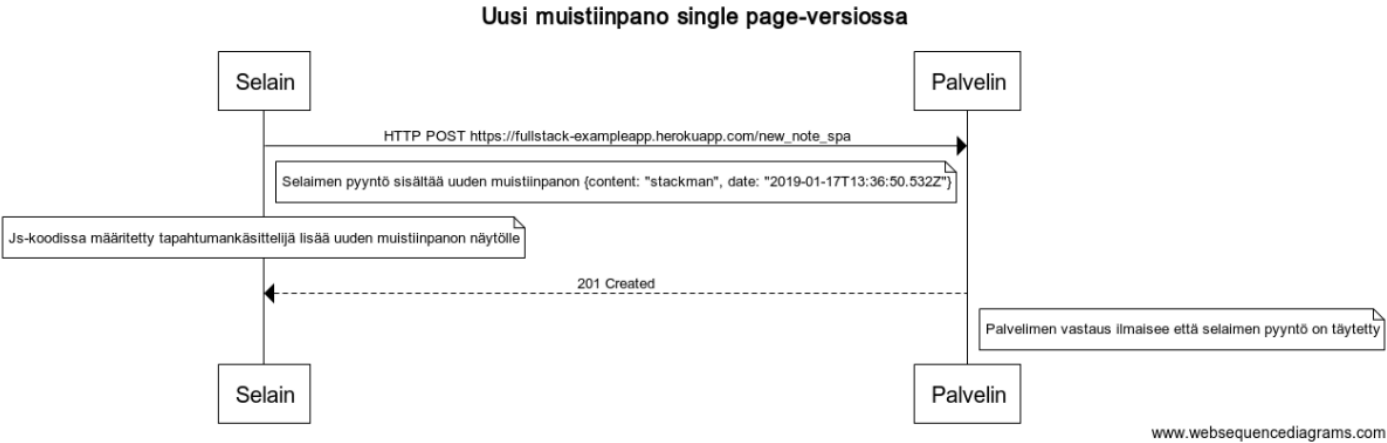 Uusi muistiinpano single page-versiossa
Selain
Palvelin
HTTP POST https://fullstack-exampleapp.herokuapp.com/new_note_spa
Selaimen pyyntö sisältää uuden muistiinpanon {content: "stackman", date: "2019-01-17T13:36:50.532Z"}
Js-koodissa määritetty tapahtumankäsittelijä lisää uuden muistiinpanon näytölle
201 Created
Palvelimen vastaus ilmaisee että selaimen pyyntö on täytetty
Selain
Palvelin
www.websequencediagrams.com